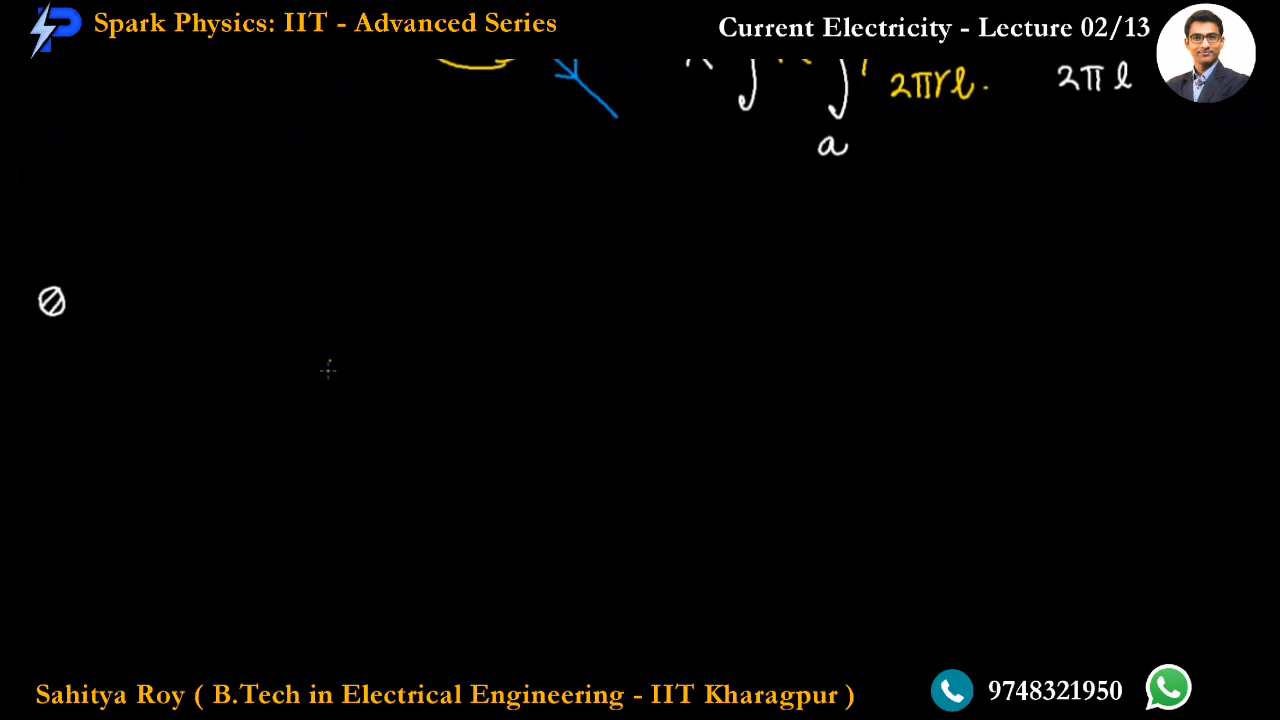 Spark Physics: IIT - Advanced Series
Current Electricity - Lecture 02/13
2πrl.
2πl
a
Sahitya Roy ( B.Tech in Electrical Engineering - IIT Kharagpur )
9748321950